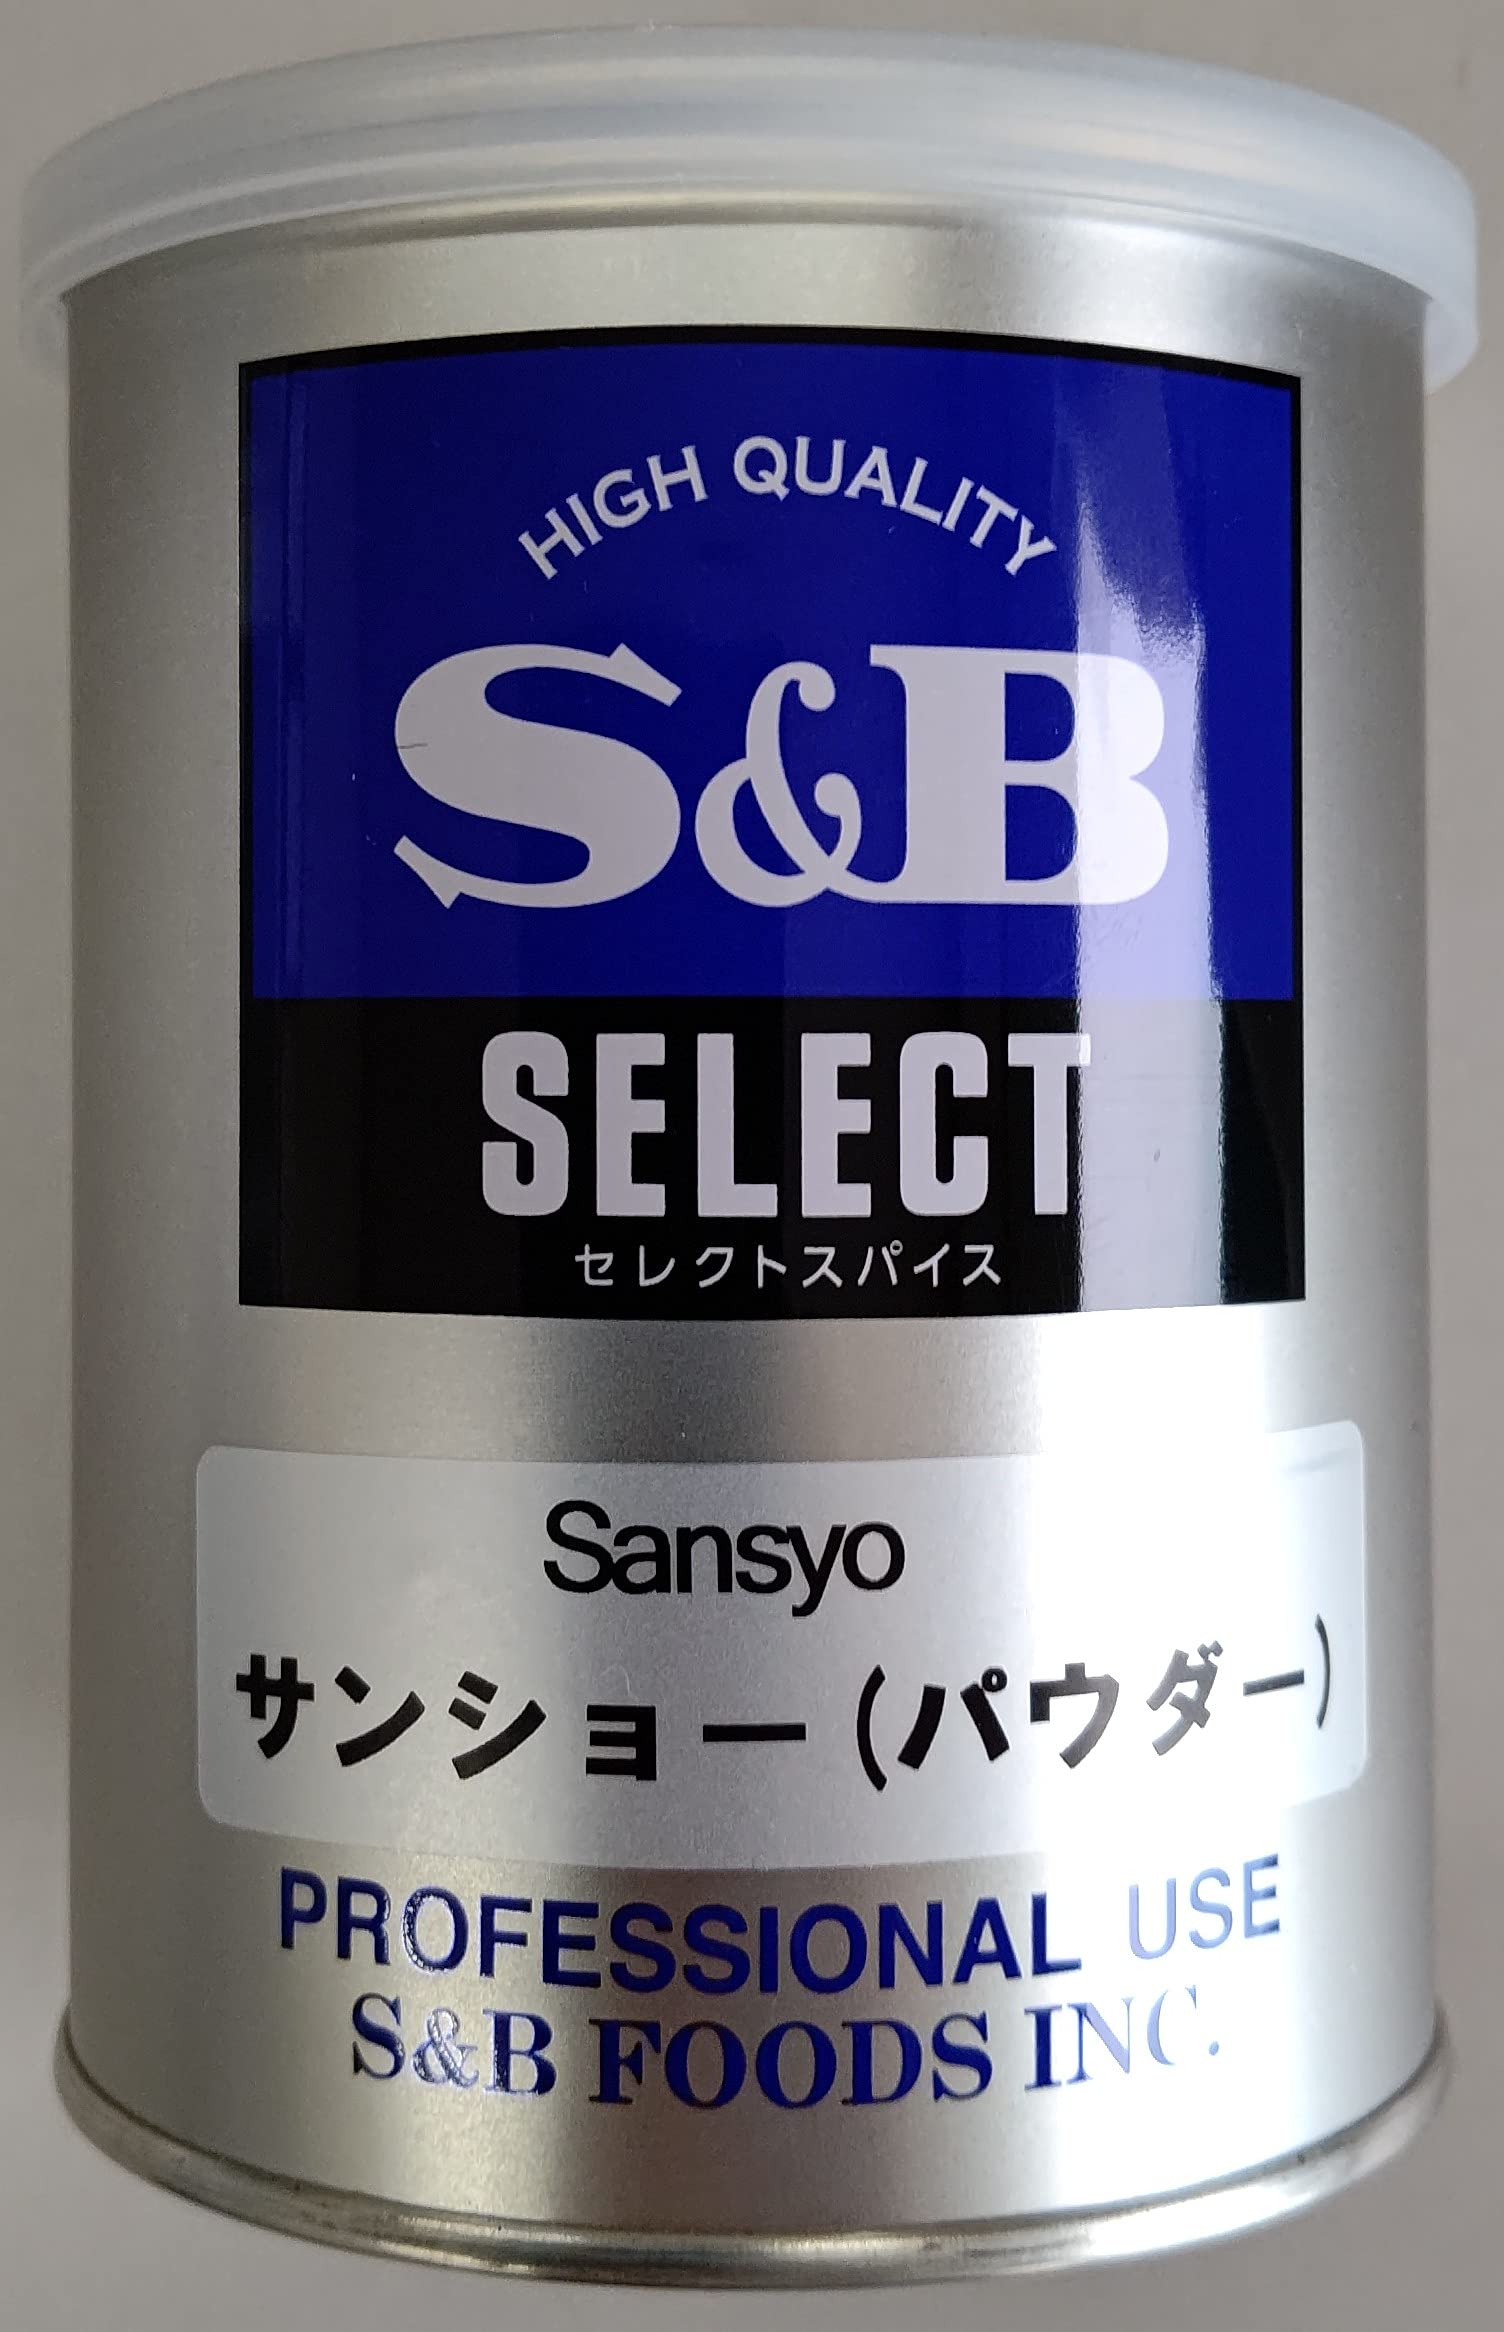 HIGH QUALITY
S&B
SELECT
セレクトスパイス
Sansyo
サンショー(パウダー)
PROFESSIONAL USE
S&B FOODS INC.